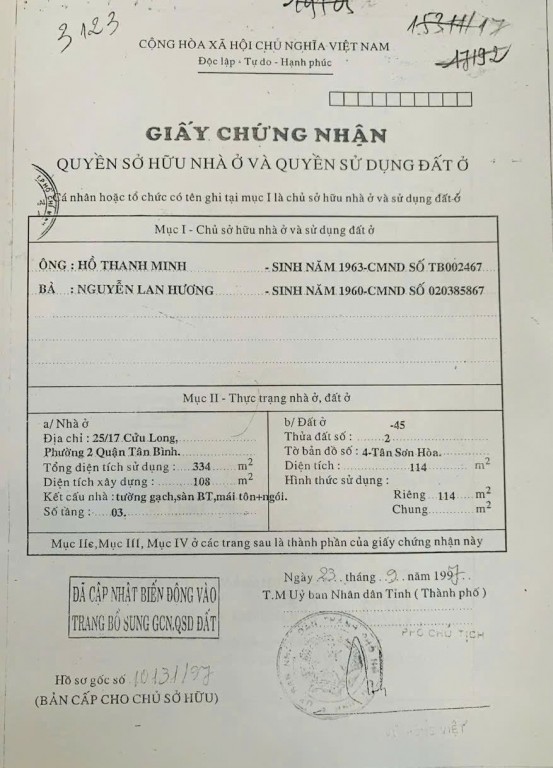 3123
1531/17
17192
CỘNG HÒA XÃ HỘI CHỦ NGHĨA VIỆT NAM
Độc lập - Tự do - Hạnh phúc
GIẤY CHỨNG NHẬN
QUYỀN SỞ HỮU NHÀ Ở VÀ QUYỀN SỬ DỤNG ĐẤT Ở
Cá nhân hoặc tổ chức có tên ghi tại mục I là chủ sở hữu nhà ở và sử dụng đất ở
Mục I - Chủ sở hữu nhà ở và sử dụng đất ở
ÔNG : HỒ THANH MINH - SINH NĂM 1963-CMND SỐ TB002467
BÀ : NGUYỄN LAN HƯƠNG - SINH NĂM 1960-CMND SỐ 020385867
Mục II - Thực trạng nhà ở, đất ở
a/ Nhà ở
Địa chỉ : 25/17 Cửu Long,
Phường 2 Quận Tân Bình.
Tổng diện tích sử dụng : 334 m2
Diện tích xây dựng : 108 m2
Kết cấu nhà : tường gạch,sàn BT,mái tôn+ngói.
Số tầng : 03.
b/ Đất ở -45
Thửa đất số : 2
Tờ bản đồ số : 4-Tân Sơn Hòa.
Diện tích : 114 m2
Hình thức sử dụng :
Riêng 114 m2
Chung m2
Mục IIc,Mục III, Mục IV ở các trang sau là thành phần của giấy chứng nhận này
ĐÃ CẬP NHẬT BIẾN ĐỘNG VÀO
TRANG BỔ SUNG GCN.QSD ĐẤT
Hồ sơ gốc số 10131/97
(BẢN CẤP CHO CHỦ SỞ HỮU)
Ngày 23 tháng 9 năm 1997
T.M Uỷ ban Nhân dân Tỉnh ( Thành phố )
PHÓ CHỦ TỊCH